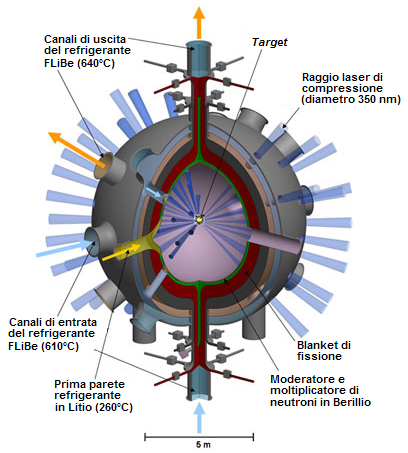 Canali di uscita
del refrigerante
FLiBe (640°C)
Target
Raggio laser di
compressione
(diametro 350 nm)
Canali di entrata
del refrigerante
FLiBe (610°C)
Prima parete
refrigerante
in Litio (260°C)
Blanket di
fissione
Moderatore e
moltiplicatore di
neutroni in Berillio
5 m